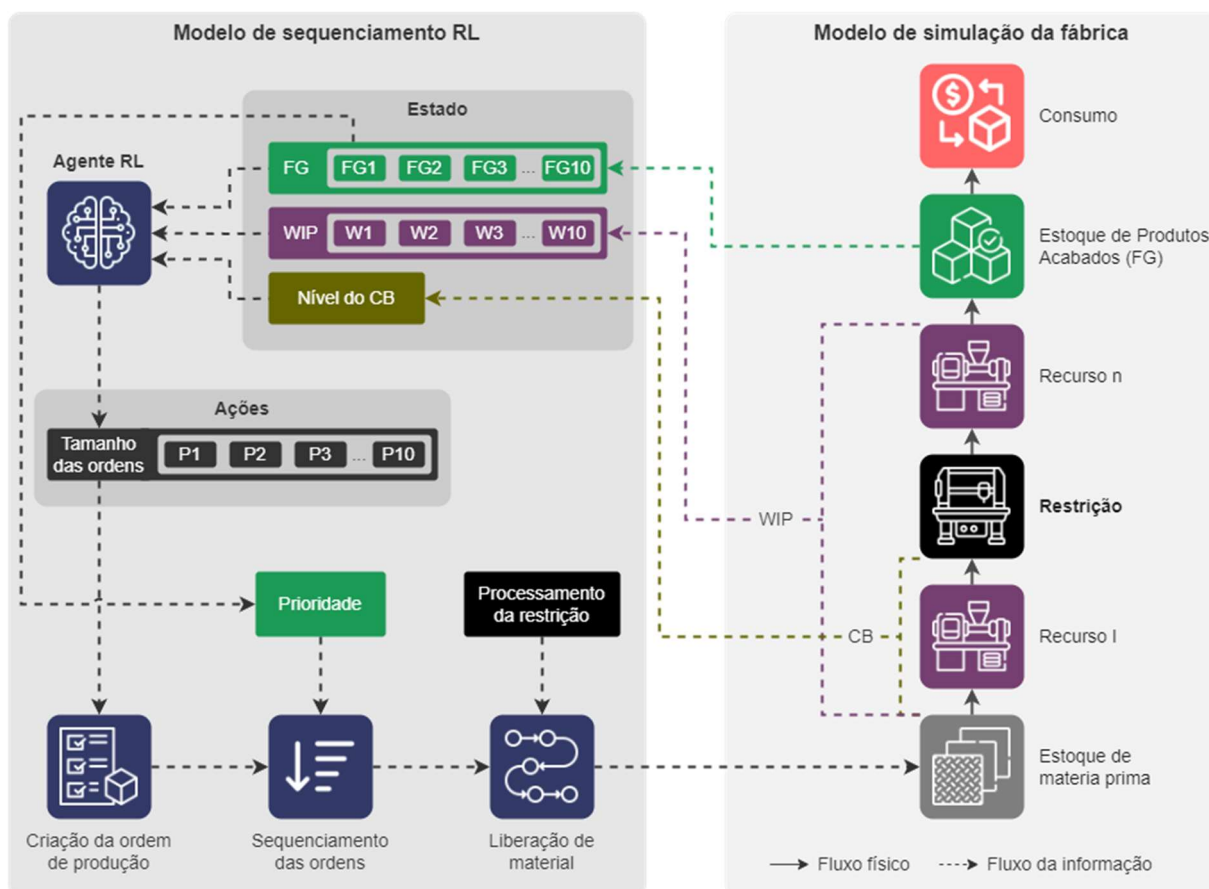 Modelo de sequenciamento RL
Estado
Agente RL
FG FG1 FG2 FG3 ... FG10
WIP W1 W2 W3 ... W10
Nível do CB
Ações
Tamanho
das ordens
P1 P2 P3 ... P10
Prioridade
Processamento
da restrição
Criação da ordem
de produção
Sequenciamento
das ordens
Liberação de
material
WIP
CB
Modelo de simulação da fábrica
Consumo
Estoque de Produtos
Acabados (FG)
Recurso n
Restrição
Recurso I
Estoque de
materia prima
Fluxo físico
Fluxo da informação